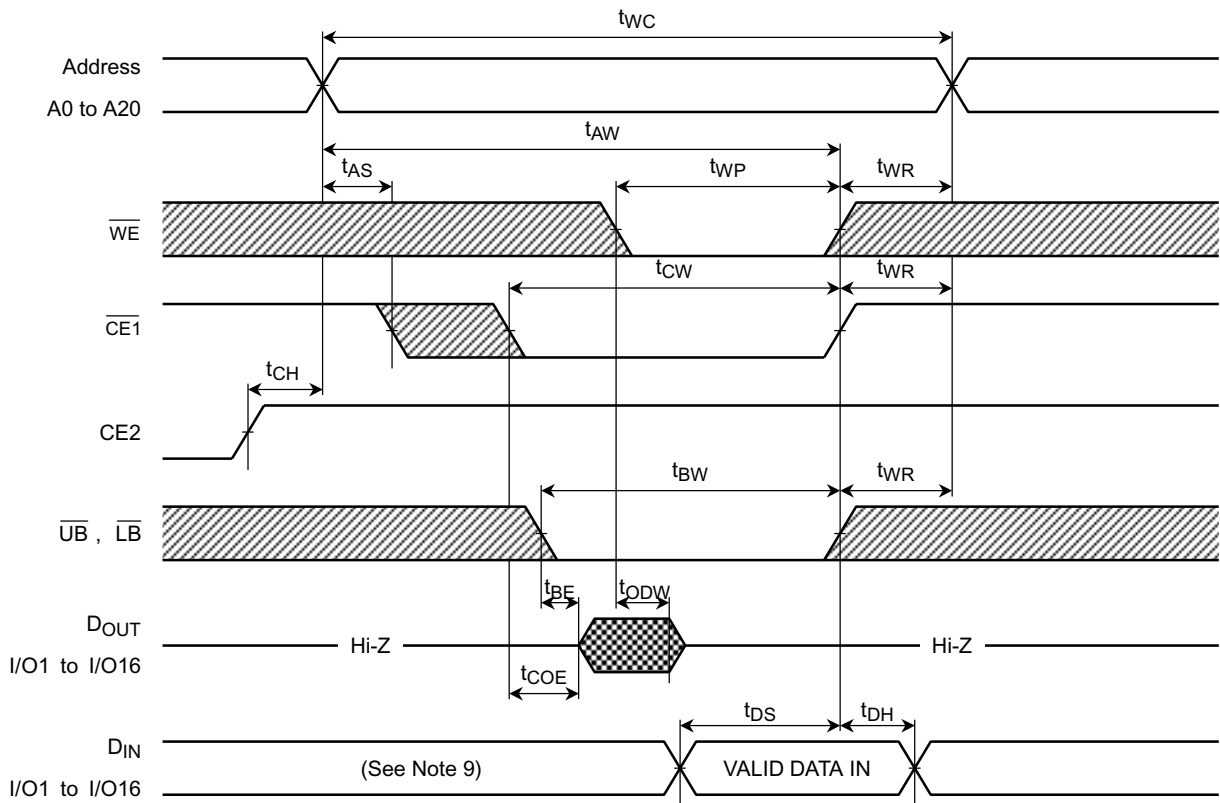 tWC
Address
A0 to A20
tAW
tAS
tWP
tWR
WE
tCW
tWR
CE1
tCH
CE2
tBW
tWR
UB , LB
tBE
tODW
DOUT
Hi-Z
Hi-Z
I/O1 to I/O16
tCOE
tDS
tDH
DIN
(See Note 9)
VALID DATA IN
I/O1 to I/O16